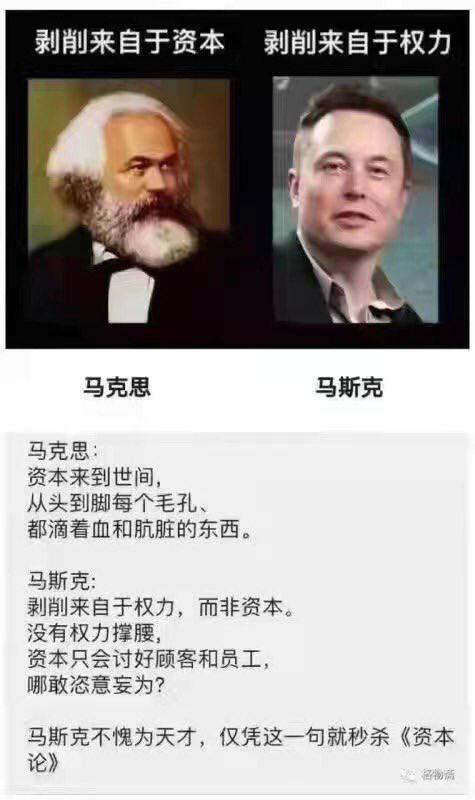 剥削来自于资本 剥削来自于权力
马克思 马斯克
马克思:
资本来到世间，
从头到脚每个毛孔、
都滴着血和肮脏的东西。
马斯克:
剥削来自于权力，而非资本。
没有权力撑腰，
资本只会讨好顾客和员工，
哪敢恣意妄为?
马斯克不愧为天才，仅凭这一句就秒杀《资本
论》